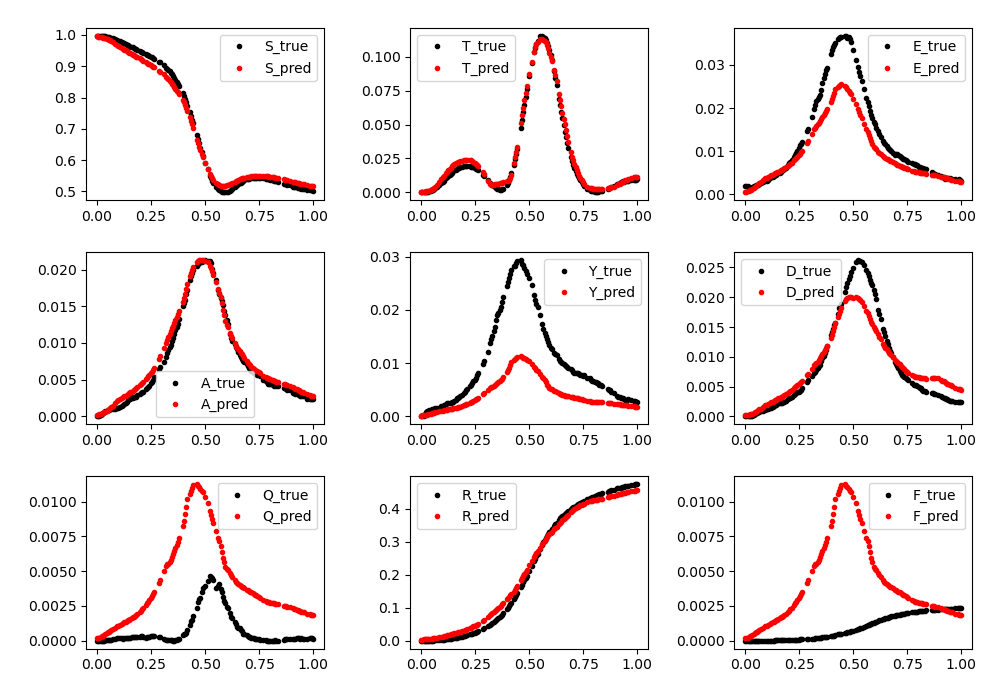 1.0
0.9
0.8
0.7
0.6
0.5
S_true
S_pred
0.00 0.25 0.50 0.75 1.00
0.100
0.075
0.050
0.025
0.000
T_true
T_pred
0.00 0.25 0.50 0.75 1.00
0.03
0.02
0.01
0.00
E_true
E_pred
0.00 0.25 0.50 0.75 1.00
0.020
0.015
0.010
0.005
0.000
A_true
A_pred
0.00 0.25 0.50 0.75 1.00
0.03
0.02
0.01
0.00
Y_true
Y_pred
0.00 0.25 0.50 0.75 1.00
0.025
0.020
0.015
0.010
0.005
0.000
D_true
D_pred
0.00 0.25 0.50 0.75 1.00
0.0100
0.0075
0.0050
0.0025
0.0000
Q_true
Q_pred
0.00 0.25 0.50 0.75 1.00
0.4
0.3
0.2
0.1
0.0
R_true
R_pred
0.00 0.25 0.50 0.75 1.00
0.0100
0.0075
0.0050
0.0025
0.0000
F_true
F_pred
0.00 0.25 0.50 0.75 1.00